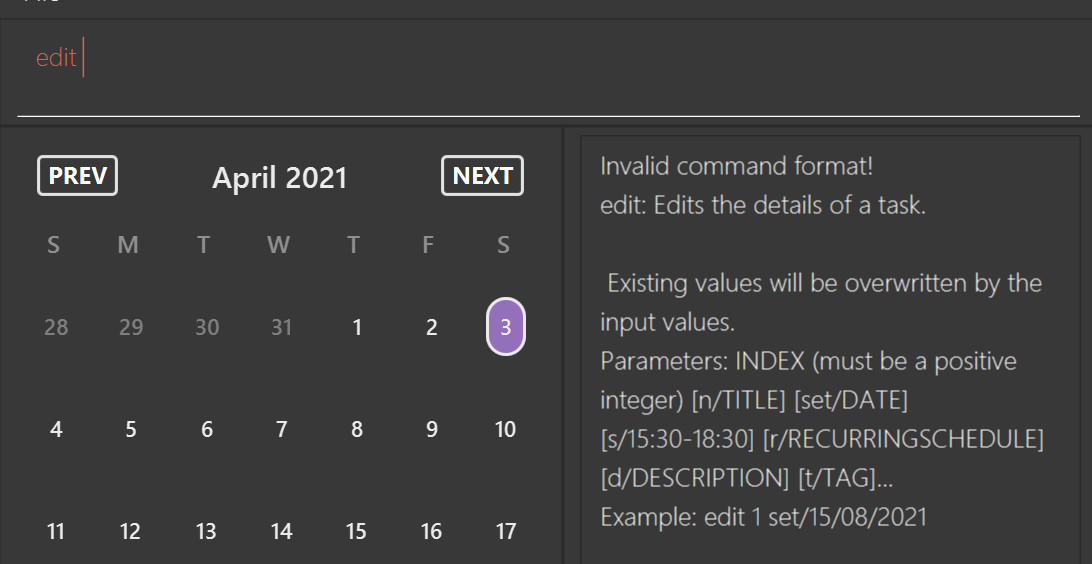 edit
PREV April 2021 NEXT
S M T W T F S
28 29 30 31 1 2 3
4 5 6 7 8 9 10
11 12 13 14 15 16 17
Invalid command format!
edit: Edits the details of a task.
Existing values will be overwritten by the
input values.
Parameters: INDEX (must be a positive
integer) [n/TITLE] [set/DATE]
[s/15:30-18:30] [r/RECURRINGSCHEDULE]
[d/DESCRIPTION] [t/TAG]...
Example: edit 1 set/15/08/2021